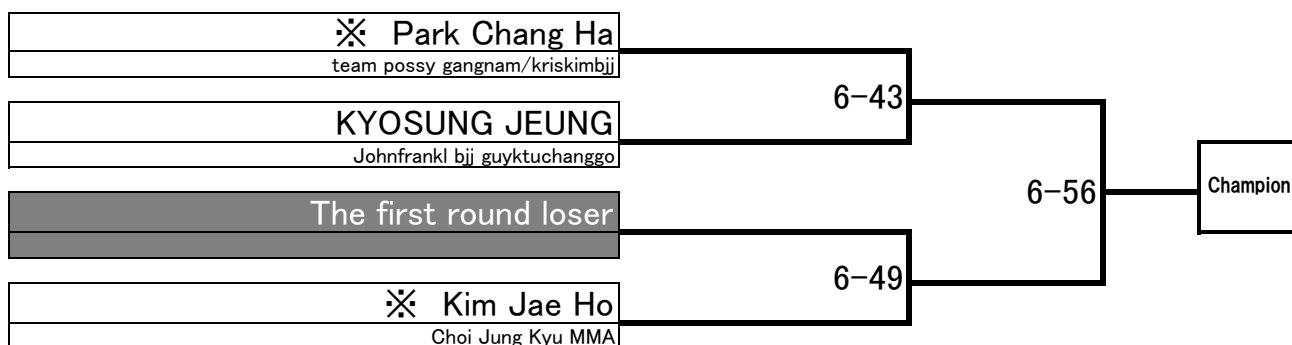 ※ Park Chang Ha
team possy gangnam/kriskimbjj
6-43
KYOSUNG JEUNG
Johnfrankl bjj guyktuchanggo
6-56
Champion
The first round loser
6-49
※ Kim Jae Ho
Choi Jung Kyu MMA